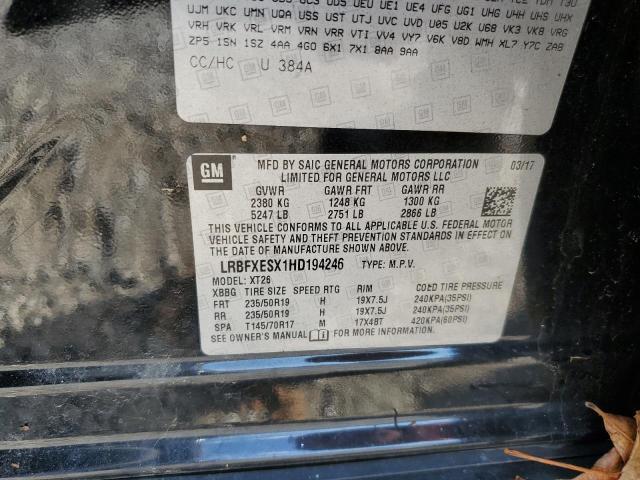 UJM UKC UMN UQA USS UST UTJ UVC UVD U05 U2K U68 VK3 VK8 VRG
VRH VRK VRL VRM VRN VRR VTI VV4 VY7 V6K V8D WMH XL7 Y7C ZAB
ZP5 1SN 1SZ 4AA 4GO 6X1 7X1 8AA 9AA
CC/HC U 384A
GM MFD BY SAIC GENERAL MOTORS CORPORATION 03/17
LIMITED FOR GENERAL MOTORS LLC
GVWR GAWR FRT GAWR RR
2380 KG 1248 KG 1300 KG
5247 LB 2751 LB 2866 LB
THIS VEHICLE CONFORMS TO ALL APPLICABLE U.S. FEDERAL MOTOR
VEHICLE SAFETY AND THEFT PREVENTION STANDARDS IN EFFECT ON
THE DATE OF MANUFACTURE SHOWN ABOVE.
LRBFXESX1HD194246 TYPE: M.P.V.
MODEL: XT26
XBBG TIRE SIZE SPEED RTG RIM COLD TIRE PRESSURE
FRT 235/50R19 H 19X7.5J 240KPA(35PSI)
RR 235/50R19 H 19X7.5J 240KPA(35PSI)
SPA T145/70R17 M 17X4BT 420KPA(60PSI)
SEE OWNER'S MANUAL FOR ADDITIONAL INFORMATION.